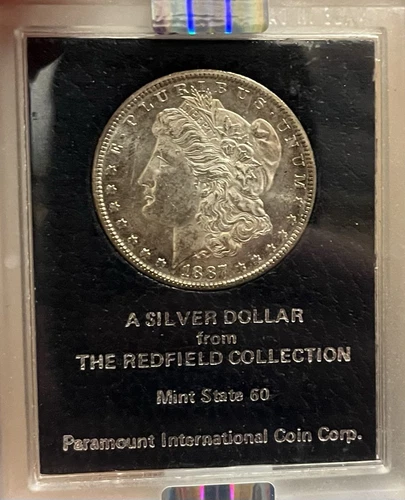 E·PLURIBUS·UNUM
1887
A SILVER DOLLAR
from
THE REDFIELD COLLECTION
Mint State 60
Paramount International Coin Corp.